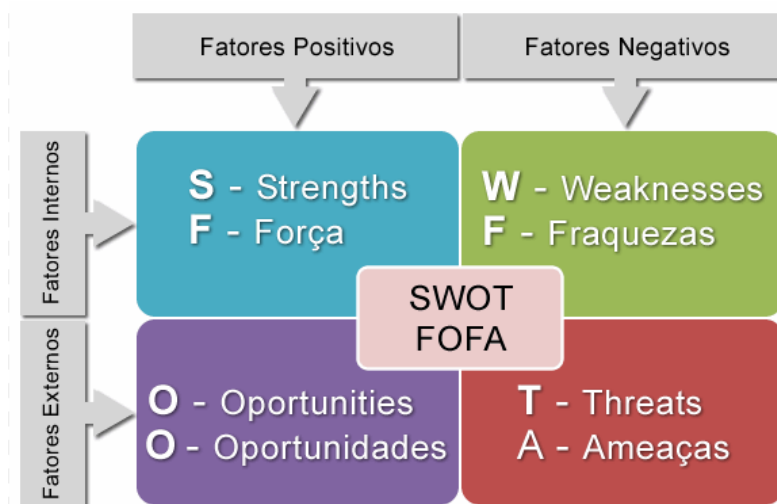 Fatores Positivos
Fatores Negativos
Fatores Internos
S - Strengths
F - Força
W - Weaknesses
F - Fraquezas
SWOT
FOFA
Fatores Externos
O - Oportunities
O - Oportunidades
T - Threats
A - Ameaças